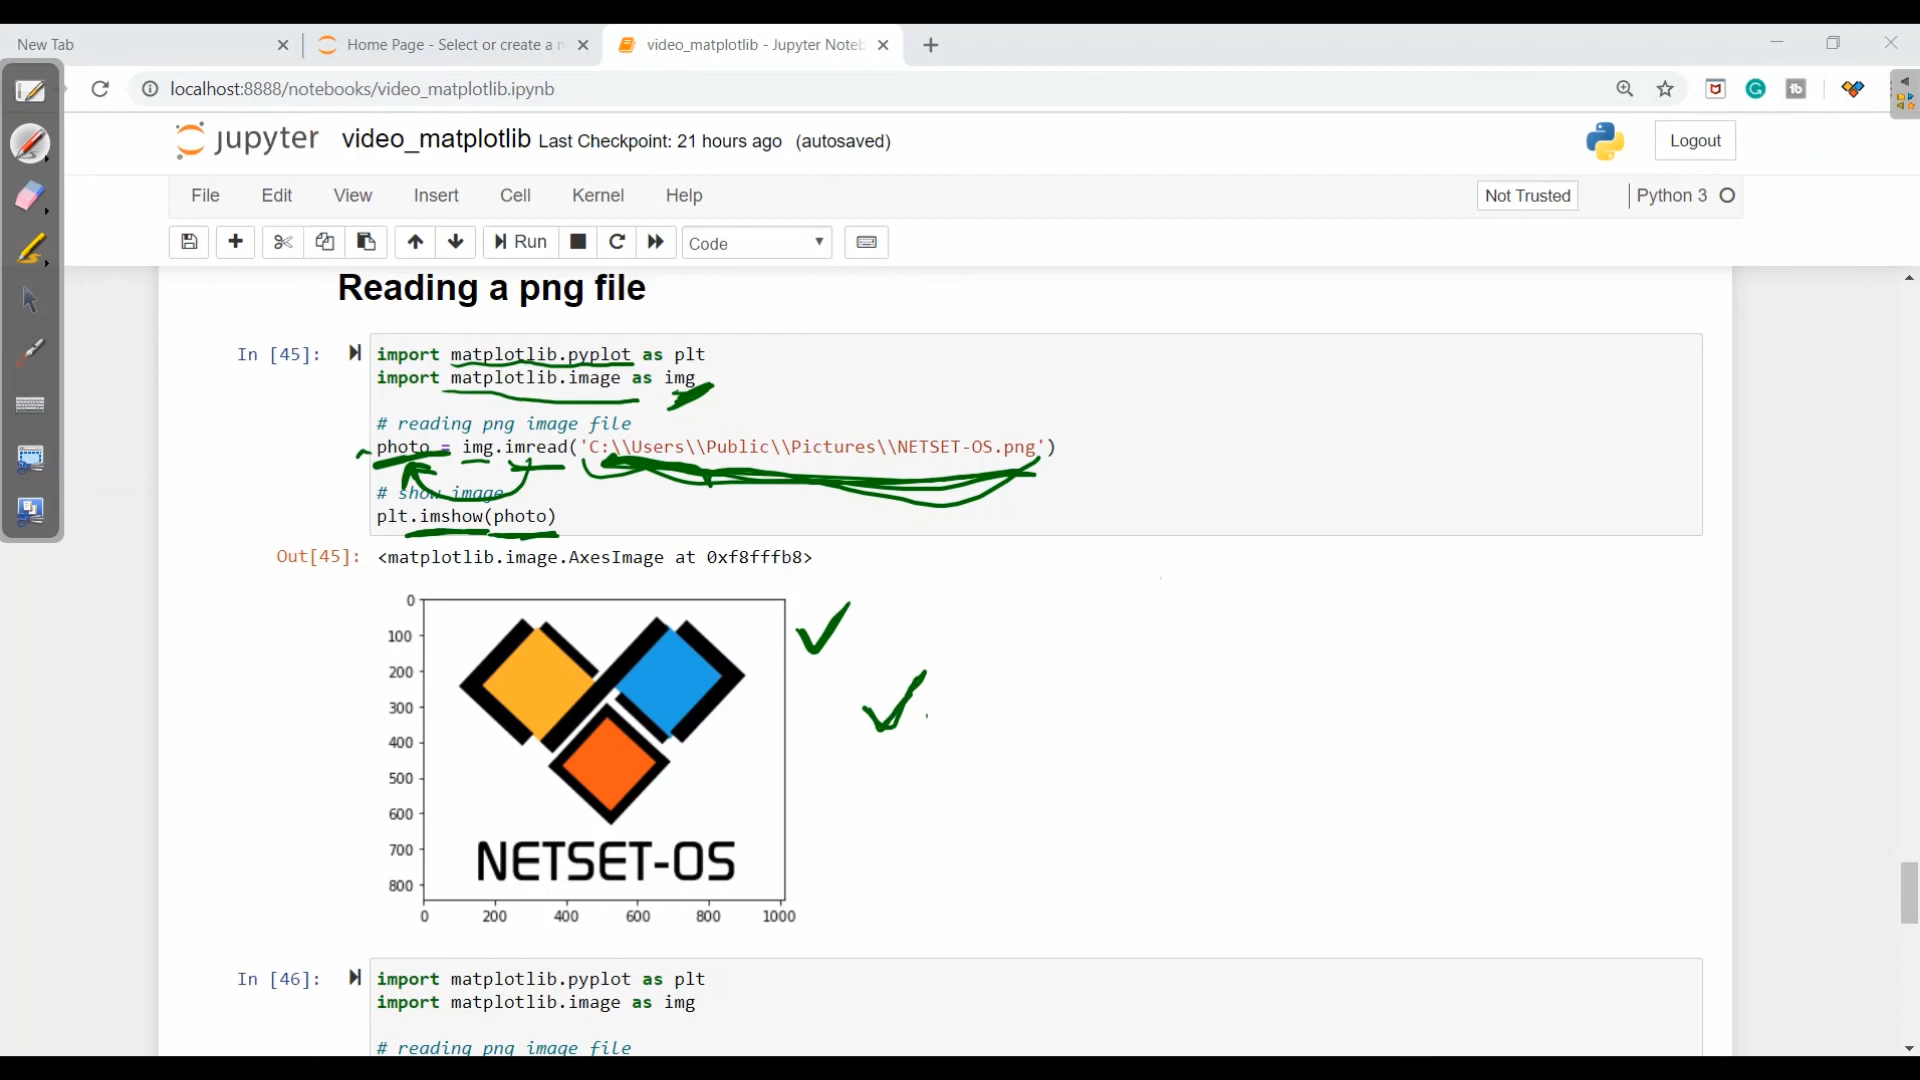 New Tab
Home Page - Select or create a n
video_matplotlib - Jupyter Noteb
localhost:8888/notebooks/video_matplotlib.ipynb
jupyter video_matplotlib Last Checkpoint: 21 hours ago (autosaved)
Logout
File Edit View Insert Cell Kernel Help
Not Trusted
Python 3
Run
Code
Reading a png file
In [45]:
import matplotlib.pyplot as plt
import matplotlib.image as img
# reading png image file
photo = img.imread('C:\\Users\\Public\\Pictures\\NETSET-OS.png')
# show image
plt.imshow(photo)
Out[45]: <matplotlib.image.AxesImage at 0xf8fffb8>
0
100
200
300
400
500
600
700
800
NETSET-OS
0 200 400 600 800 1000
In [46]:
import matplotlib.pyplot as plt
import matplotlib.image as img
# reading png image file